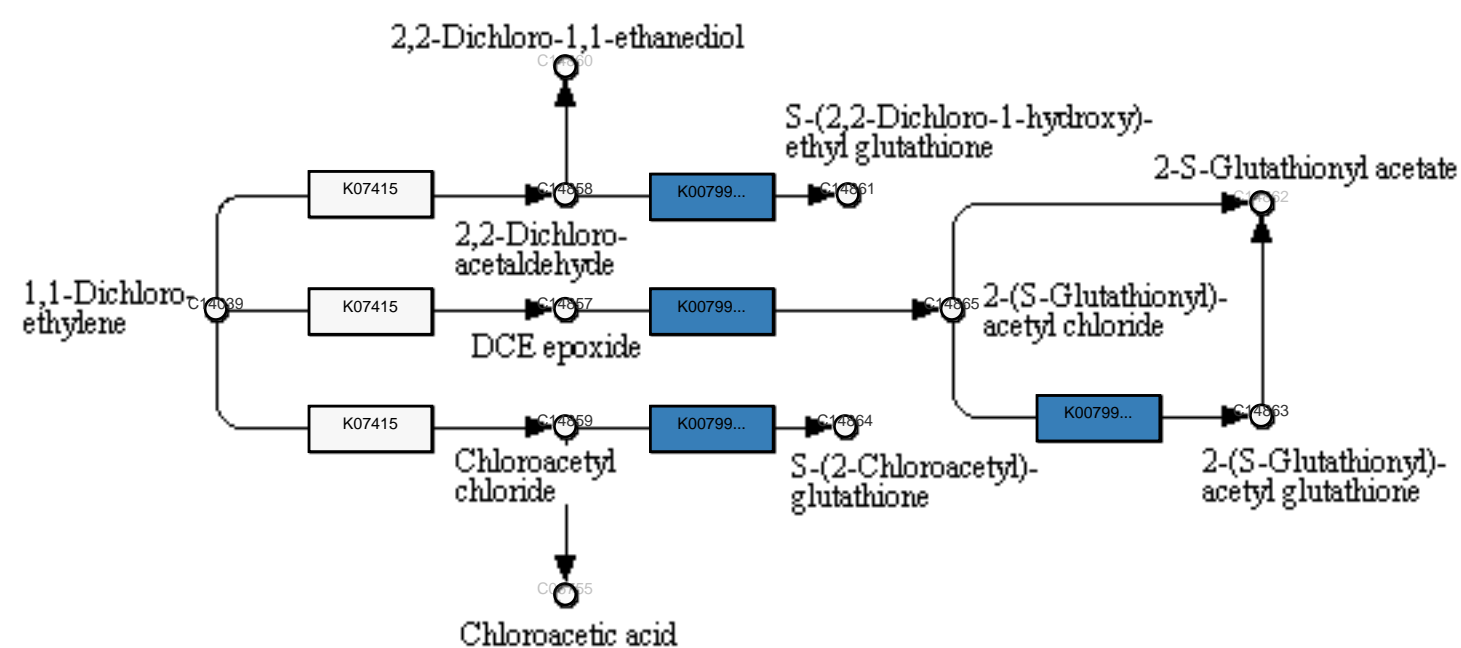 2,2-Dichloro-1,1-ethanediol
C14860
S-(2,2-Dichloro-1-hydroxy)-
ethyl glutathione
2-S-Glutathionyl acetate
K07415
C14858
K00799...
C14861
C14862
2,2-Dichloro-
acetaldehyde
1,1-Dichloro-
ethylene
C14039
K07415
C14857
K00799...
C14865
2-(S-Glutathionyl)-
acetyl chloride
DCE epoxide
K07415
C14859
K00799...
C14864
K00799...
C14863
Chloroacetyl
chloride
S-(2-Chloroacetyl)-
glutathione
2-(S-Glutathionyl)-
acetyl glutathione
Chloroacetic acid